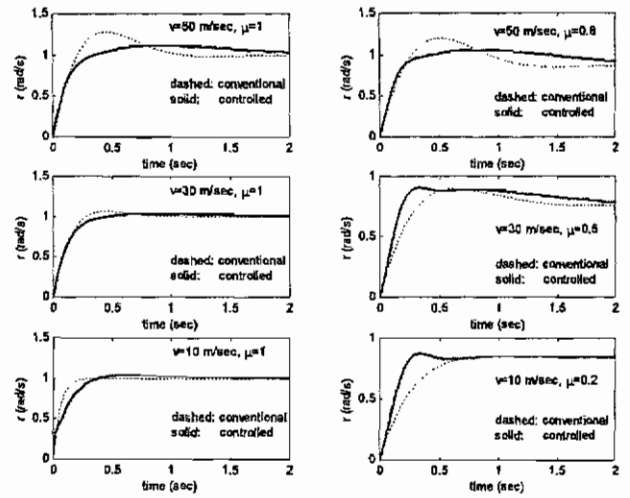 v=50 m/sec, μ=1
dashed: conventional
solid: controlled
r (rad/s)
1.5
1
0.5
0
0 0.5 1 1.5 2
time (sec)
v=50 m/sec, μ=0.8
dashed: conventional
solid: controlled
r (rad/s)
1.5
1
0.5
0
0 0.5 1 1.5 2
time (sec)
v=30 m/sec, μ=1
dashed: conventional
solid: controlled
r (rad/s)
1.5
1
0.5
0
0 0.5 1 1.5 2
time (sec)
v=30 m/sec, μ=0.5
dashed: conventional
solid: controlled
r (rad/s)
1
0.5
0
0 0.5 1 1.5 2
time (sec)
v=10 m/sec, μ=1
dashed: conventional
solid: controlled
r (rad/s)
1.5
1
0.5
0
0 0.5 1 1.5 2
time (sec)
v=10 m/sec, μ=0.2
dashed: conventional
solid: controlled
r (rad/s)
1
0.5
0
0 0.5 1 1.5 2
time (sec)